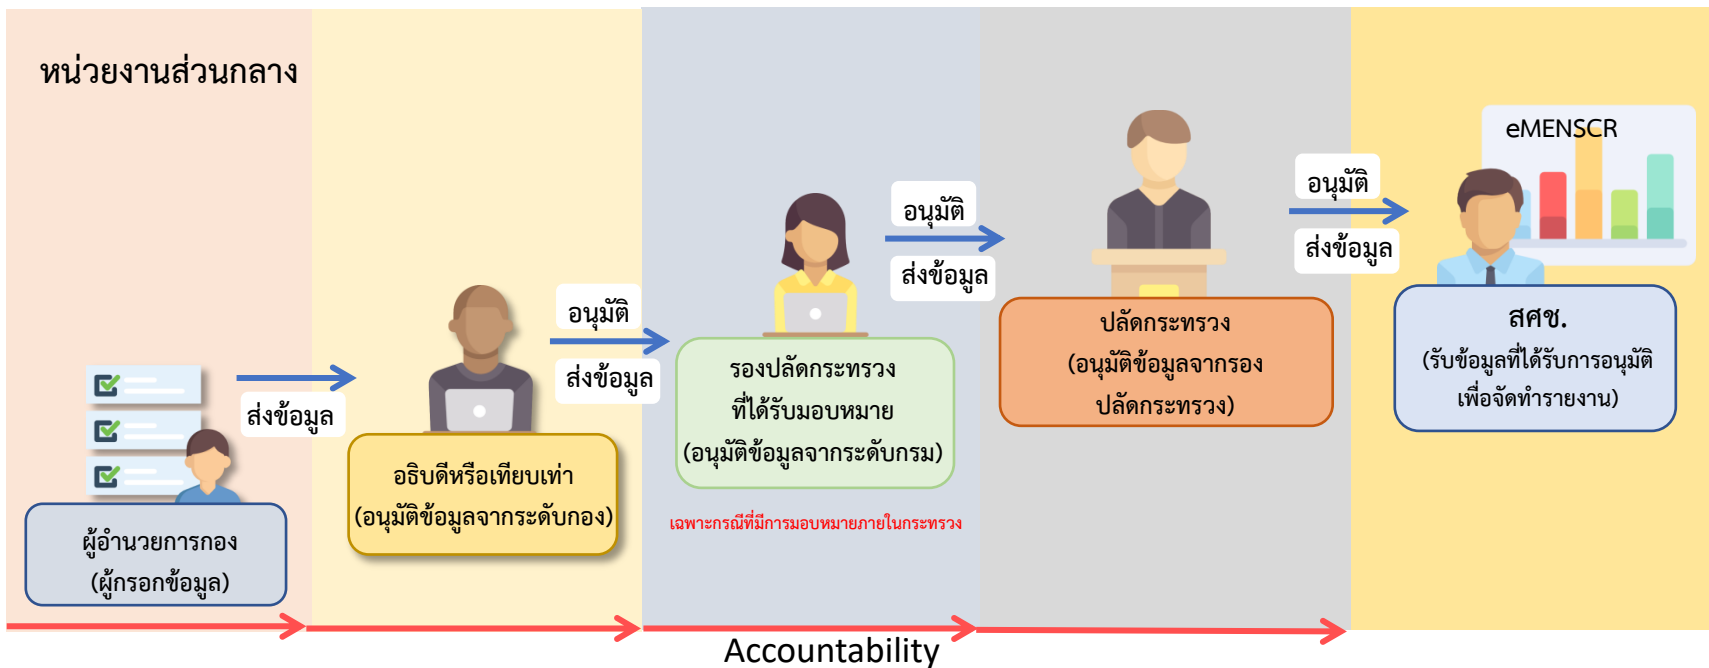 หน่วยงานส่วนกลาง
ผู้อำนวยการกอง
(ผู้กรอกข้อมูล)
ส่งข้อมูล
อธิบดีหรือเทียบเท่า
(อนุมัติข้อมูลจากระดับกอง)
อนุมัติ
ส่งข้อมูล
รองปลัดกระทรวง
ที่ได้รับมอบหมาย
(อนุมัติข้อมูลจากระดับกรม)
เฉพาะกรณีที่มีการมอบหมายภายในกระทรวง
อนุมัติ
ส่งข้อมูล
ปลัดกระทรวง
(อนุมัติข้อมูลจากรอง
ปลัดกระทรวง)
อนุมัติ
ส่งข้อมูล
eMENSCR
สศช.
(รับข้อมูลที่ได้รับการอนุมัติ
เพื่อจัดทำรายงาน)
Accountability